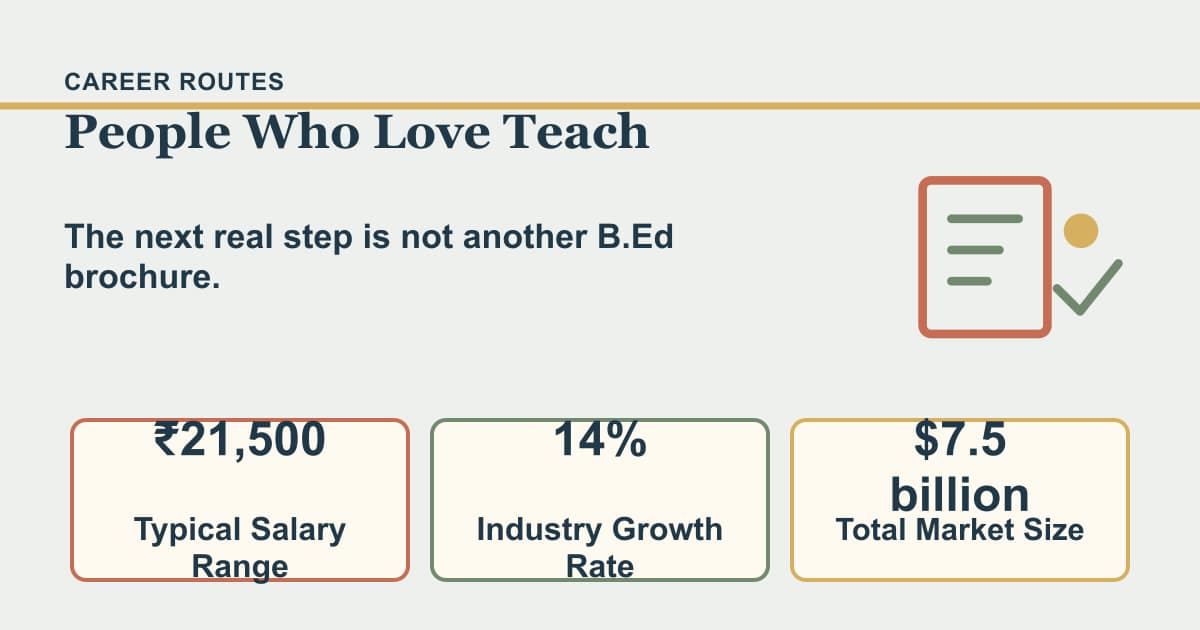 CAREER ROUTES
People Who Love Teach
The next real step is not another B.Ed
brochure.
₹21,500
Typical Salary
Range
14%
Industry Growth
Rate
$7.5
billion
Total Market Size